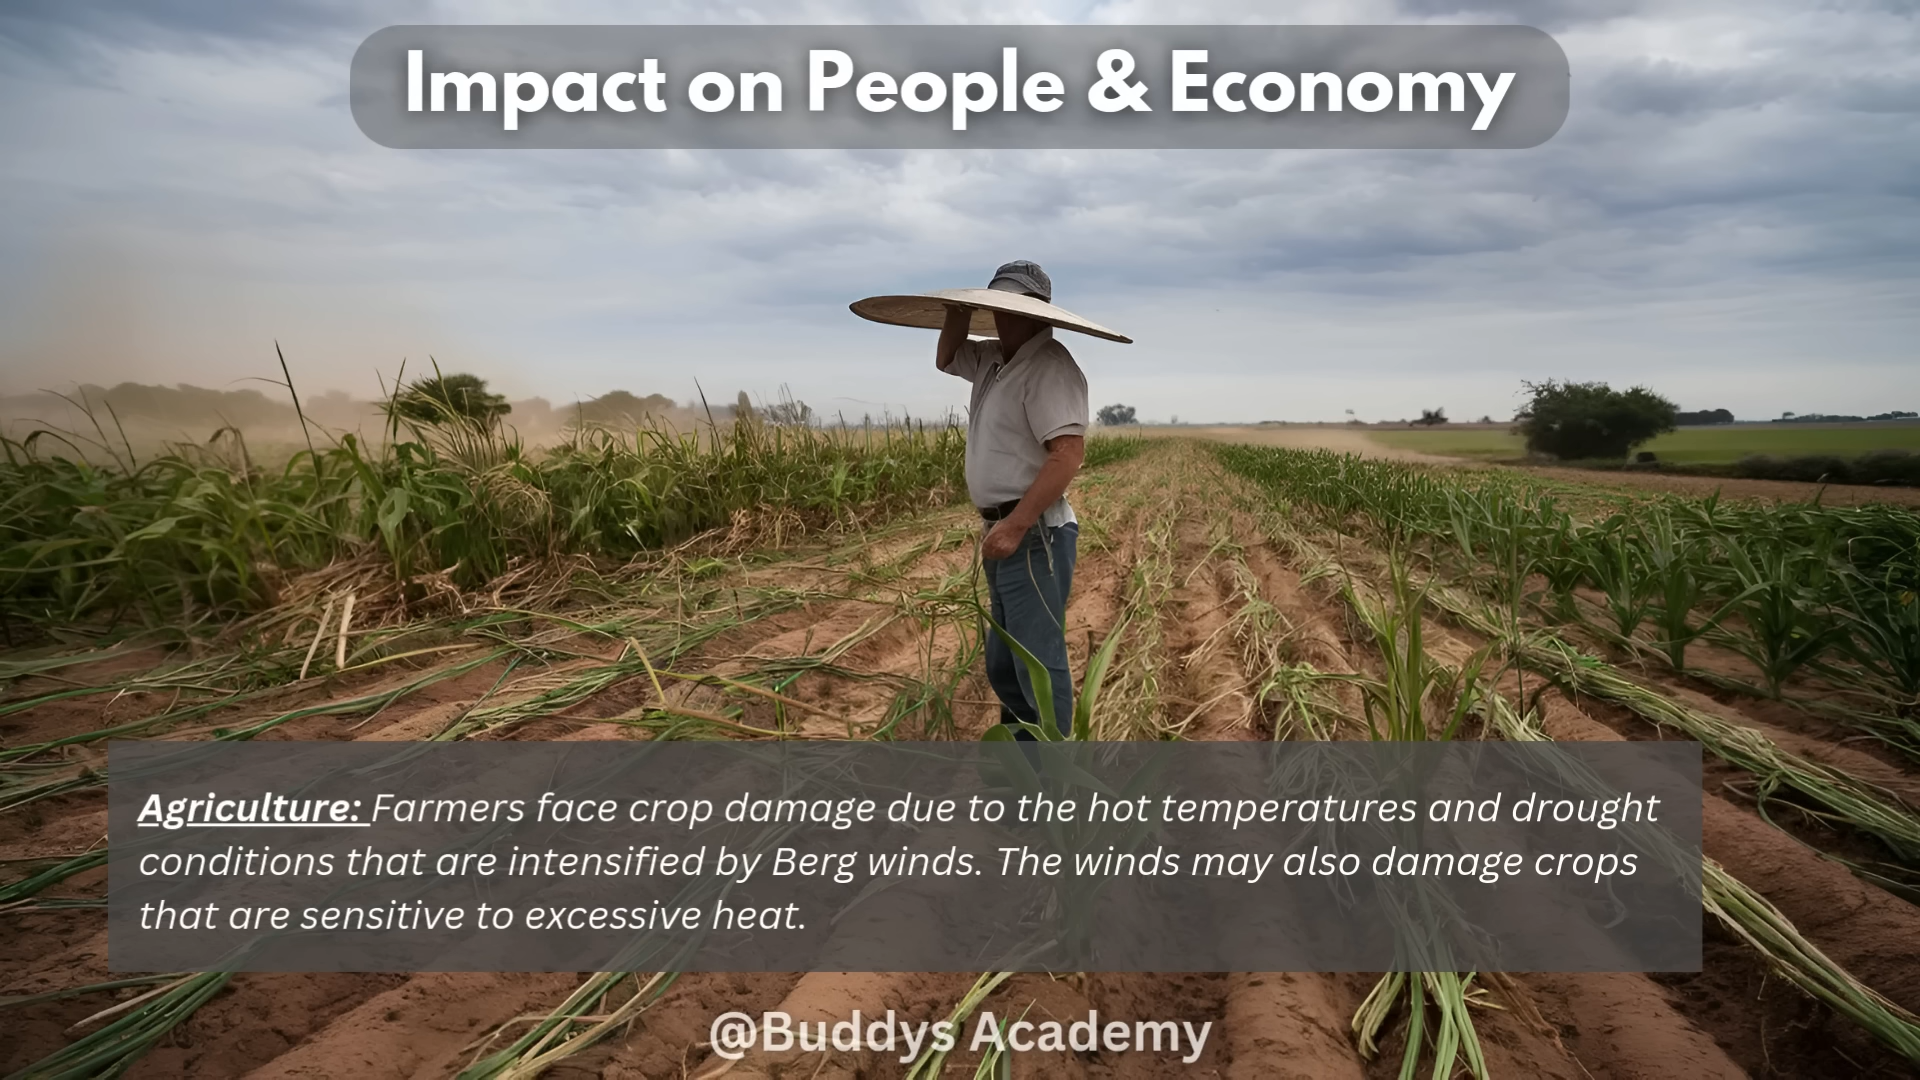 Impact on People & Economy
Agriculture: Farmers face crop damage due to the hot temperatures and drought
conditions that are intensified by Berg winds. The winds may also damage crops
that are sensitive to excessive heat.
@Buddys Academy